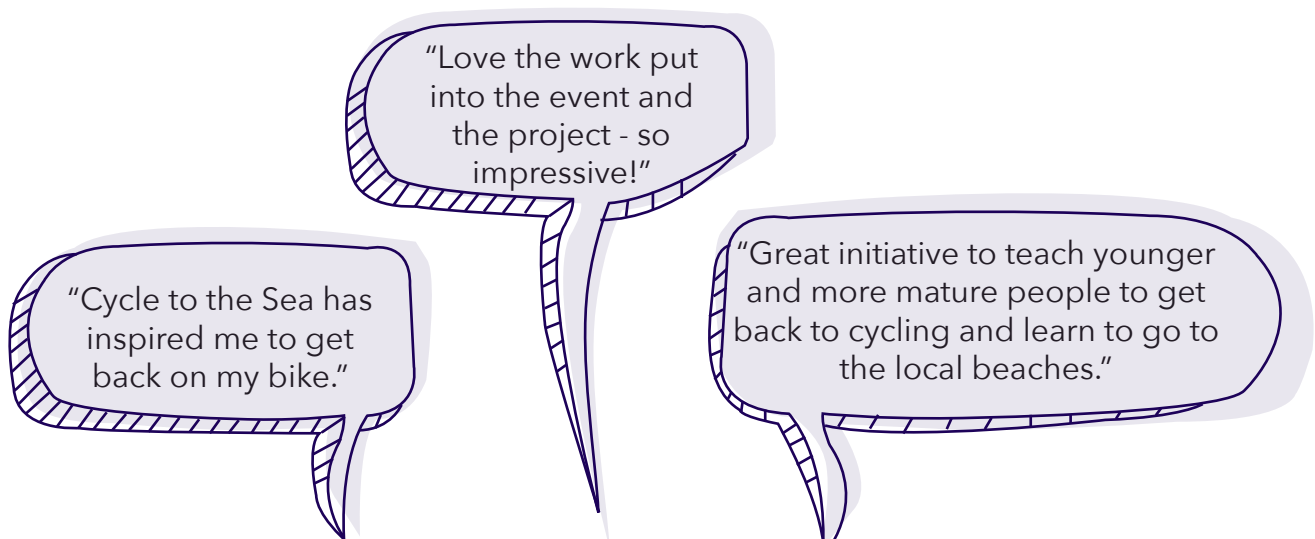 “Love the work put
into the event and
the project - so
impressive!”
“Cycle to the Sea has
inspired me to get
back on my bike.”
“Great initiative to teach younger
and more mature people to get
back to cycling and learn to go to
the local beaches.”